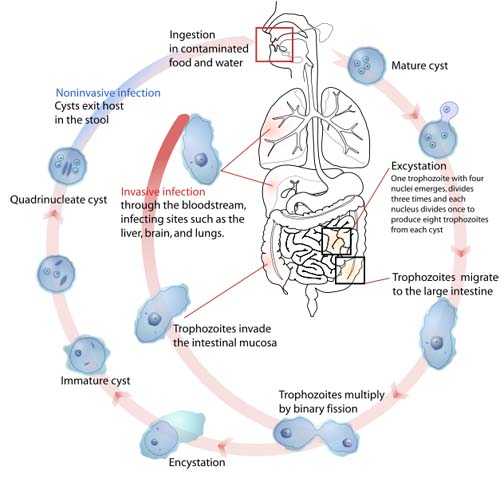 Ingestion
in contaminated
food and water
Mature cyst
Noninvasive infection
Cysts exit host
in the stool
Excystation
One trophozoite with four
nuclei emerges, divides
three times and each
nucleus divides once to
produce eight trophozoites
from each cyst
Invasive infection
through the bloodstream,
infecting sites such as the
liver, brain, and lungs.
Quadrinucleate cyst
Trophozoites migrate
to the large intestine
Trophozoites invade
the intestinal mucosa
Immature cyst
Trophozoites multiply
by binary fission
Encystation